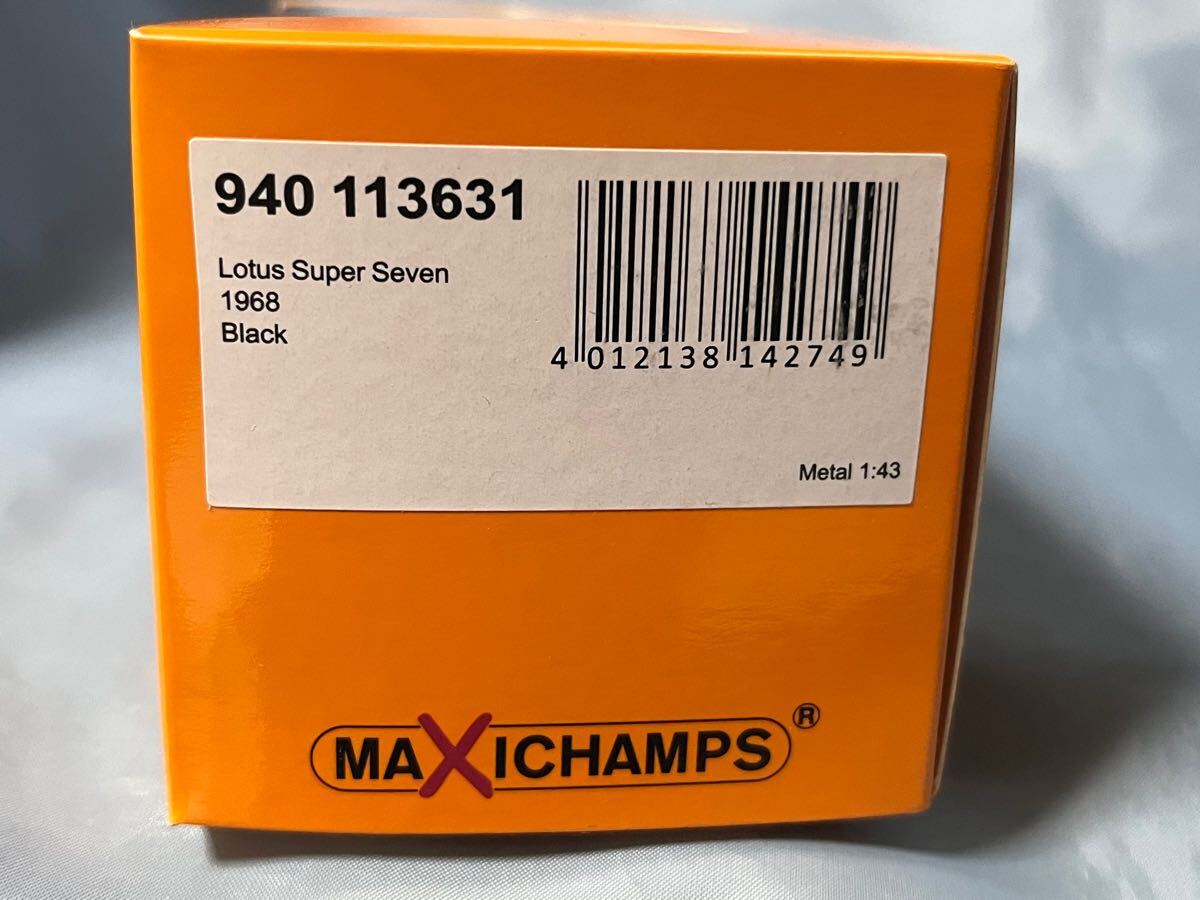 940 113631
Lotus Super Seven
1968
Black
4 012138 142749
Metal 1:43
MAXICHAMPS®